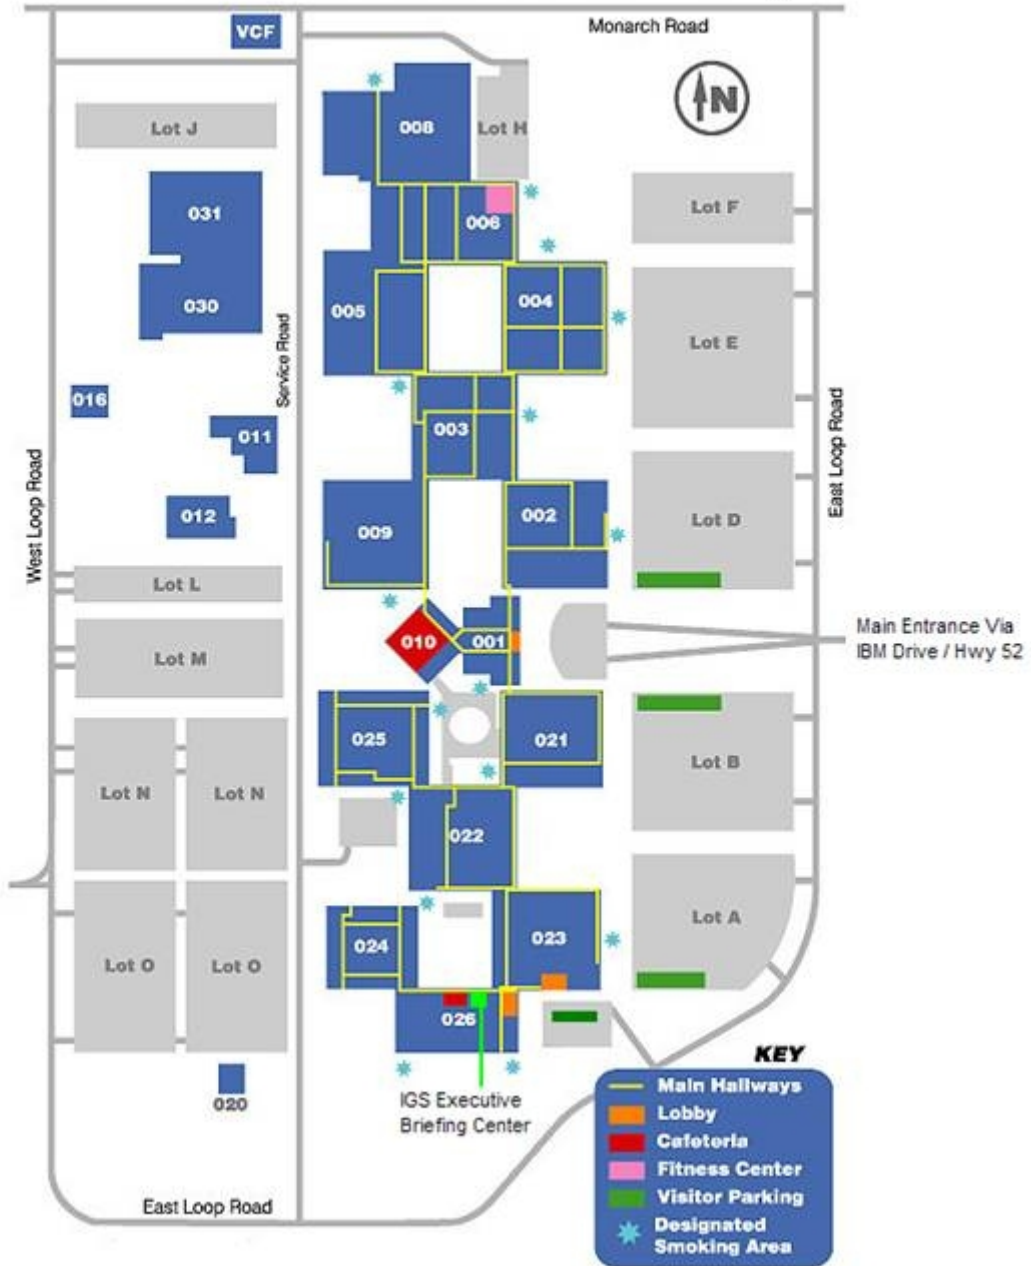 Monarch Road
VCF
N
Lot J
008
Lot H
031
006
Lot F
030
005
004
Service Road
Lot E
016
011
003
West Loop Road
East Loop Road
012
009
002
Lot D
Lot L
010
001
Main Entrance Via
IBM Drive / Hwy 52
Lot M
025
021
Lot B
Lot N
Lot N
022
Lot A
024
023
Lot O
Lot O
026
020
IGS Executive
Briefing Center
East Loop Road
KEY
Main Hallways
Lobby
Cafeteria
Fitness Center
Visitor Parking
Designated
Smoking Area